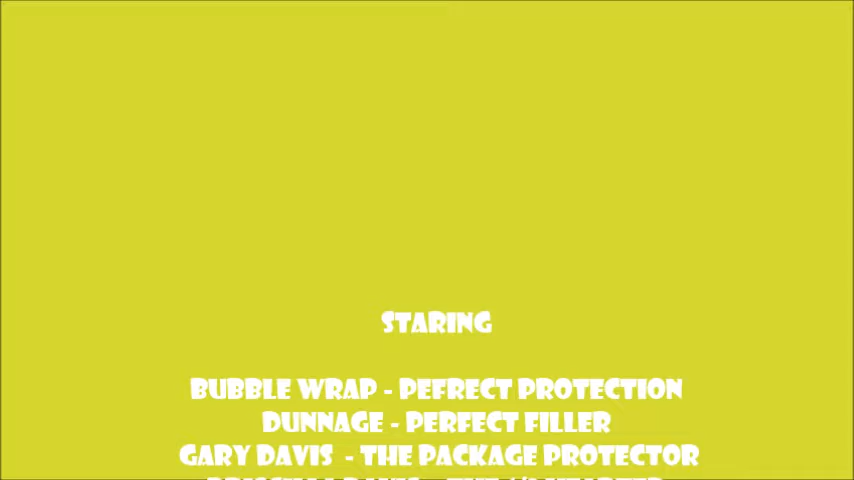 STARING
BUBBLE WRAP - PEFRECT PROTECTION
DUNNAGE - PERFECT FILLER
GARY DAVIS - THE PACKAGE PROTECTOR